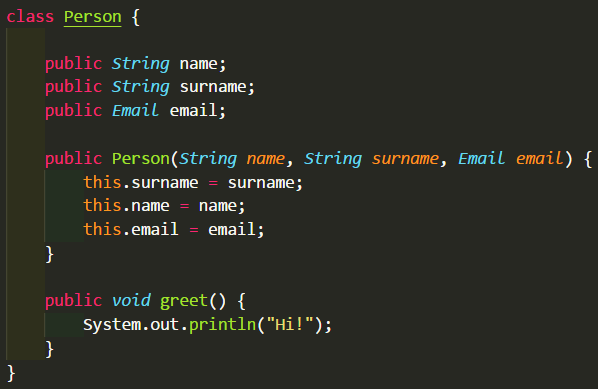 class Person {
public String name;
public String surname;
public Email email;
public Person(String name, String surname, Email email) {
this.surname = surname;
this.name = name;
this.email = email;
}
public void greet() {
System.out.println("Hi!");
}
}